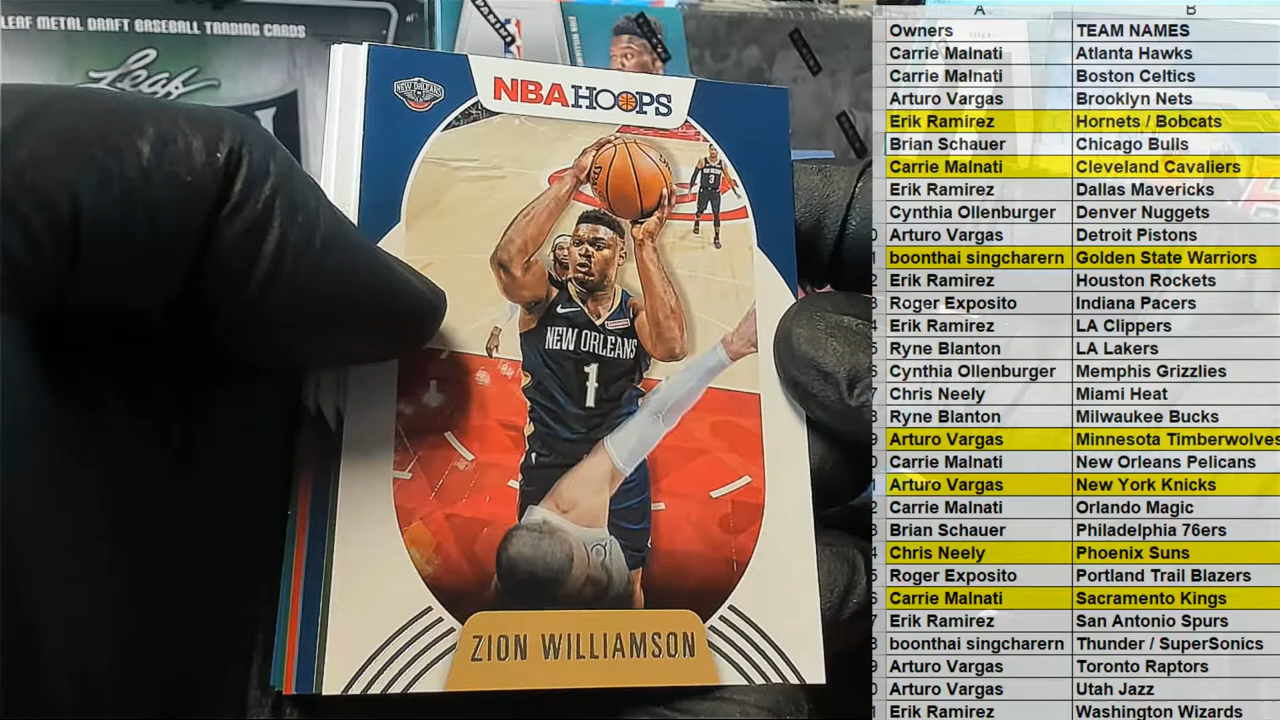 LEAF METAL DRAFT BASEBALL TRADING CARDS
Leaf
NEW ORLEANS
NBA HOOPS
NEW ORLEANS
3
NEW ORLEANS
1
ZION WILLIAMSON
A B
Owners TEAM NAMES
Carrie Malnati Atlanta Hawks
Carrie Malnati Boston Celtics
Arturo Vargas Brooklyn Nets
Erik Ramirez Hornets / Bobcats
Brian Schauer Chicago Bulls
Carrie Malnati Cleveland Cavaliers
Erik Ramirez Dallas Mavericks
Cynthia Ollenburger Denver Nuggets
Arturo Vargas Detroit Pistons
boonthai singcharern Golden State Warriors
Erik Ramirez Houston Rockets
Roger Exposito Indiana Pacers
Erik Ramirez LA Clippers
Ryne Blanton LA Lakers
Cynthia Ollenburger Memphis Grizzlies
Chris Neely Miami Heat
Ryne Blanton Milwaukee Bucks
Arturo Vargas Minnesota Timberwolves
Carrie Malnati New Orleans Pelicans
Arturo Vargas New York Knicks
Carrie Malnati Orlando Magic
Brian Schauer Philadelphia 76ers
Chris Neely Phoenix Suns
Roger Exposito Portland Trail Blazers
Carrie Malnati Sacramento Kings
Erik Ramirez San Antonio Spurs
boonthai singcharern Thunder / SuperSonics
Arturo Vargas Toronto Raptors
Arturo Vargas Utah Jazz
Erik Ramirez Washington Wizards